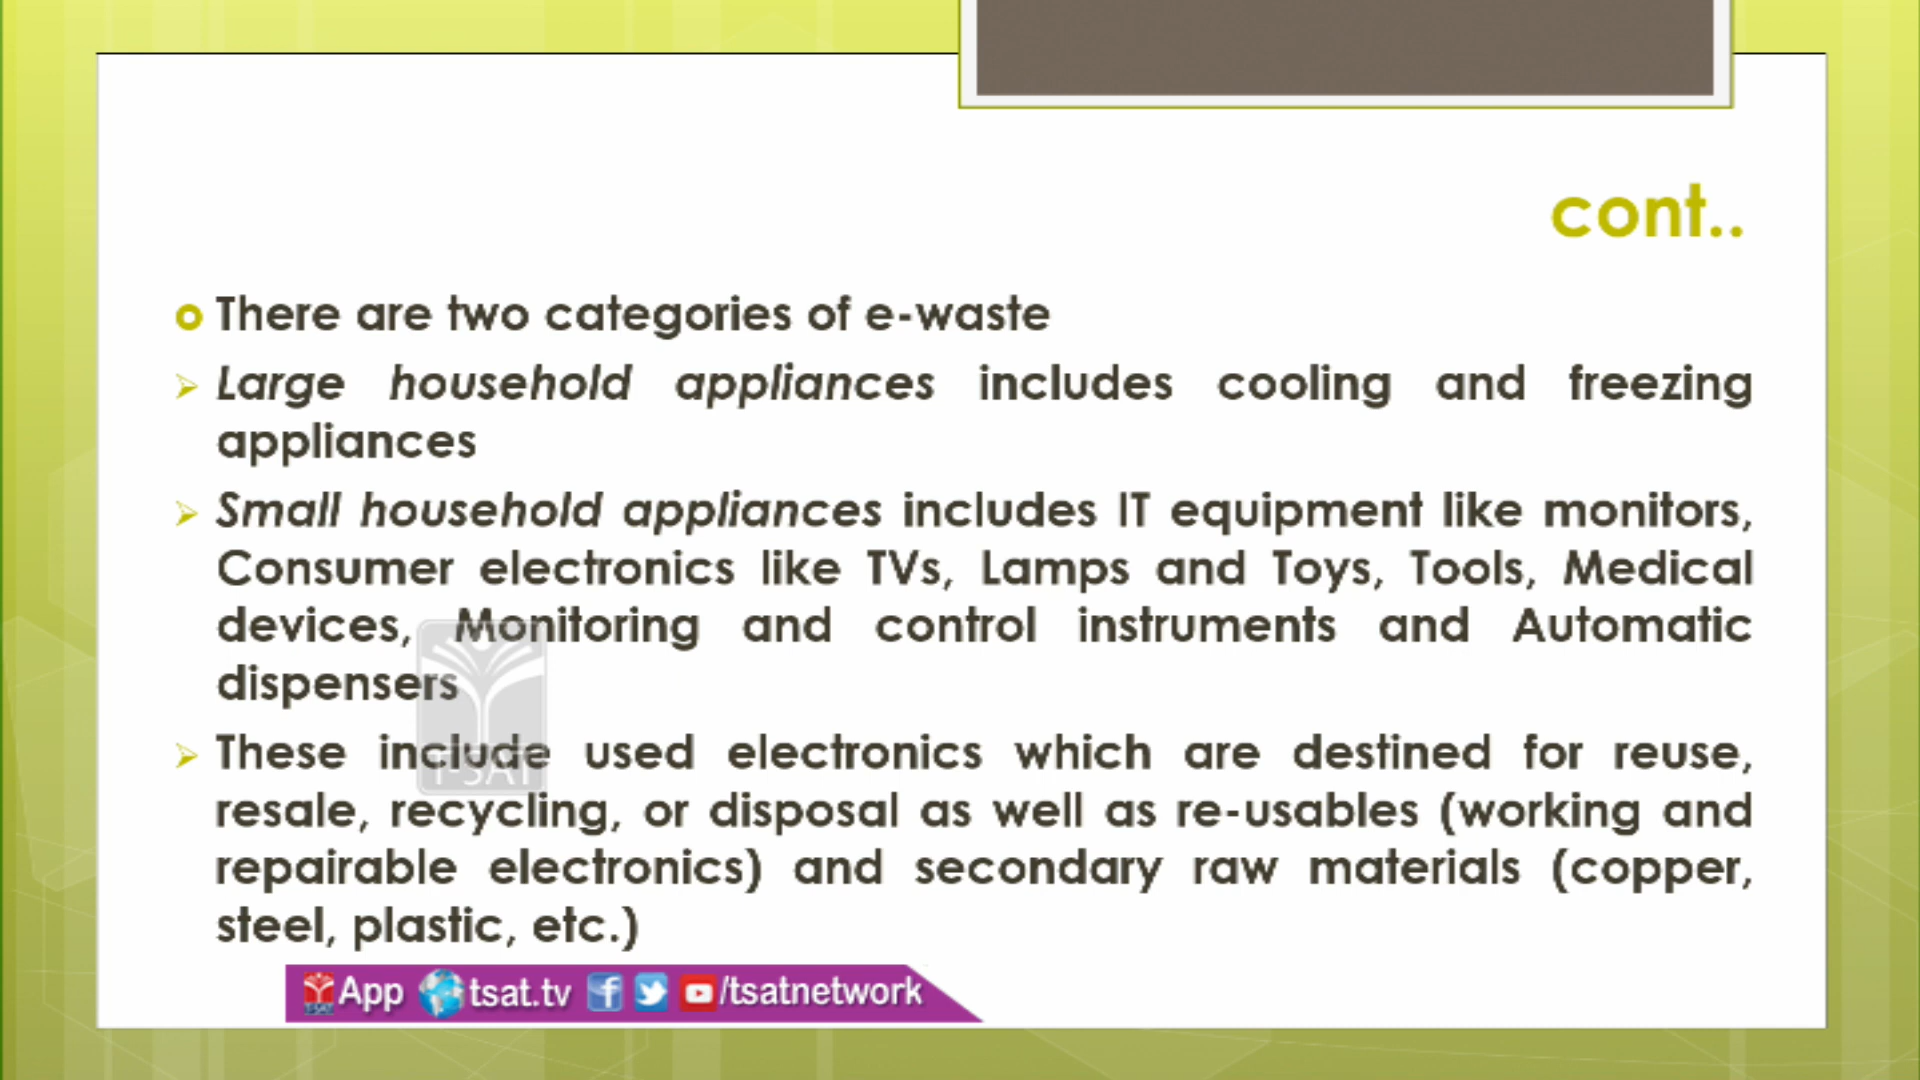 cont..
There are two categories of e-waste
Large household appliances includes cooling and freezing
appliances
Small household appliances includes IT equipment like monitors,
Consumer electronics like TVs, Lamps and Toys, Tools, Medical
devices, Monitoring and control instruments and Automatic
dispensers
These include used electronics which are destined for reuse,
resale, recycling, or disposal as well as re-usables (working and
repairable electronics) and secondary raw materials (copper,
steel, plastic, etc.)
T-SAT
App tsat.tv /tsatnetwork